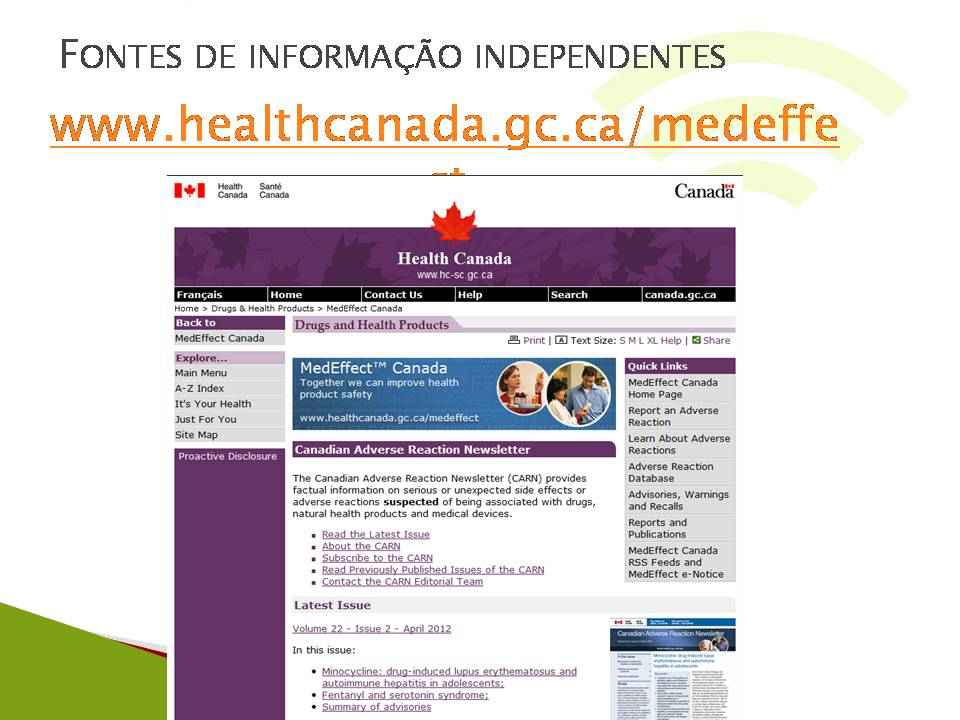 FONTES DE INFORMAÇÃO INDEPENDENTES
www.healthcanada.gc.ca/medeffe
Health Canada
Santé Canada
Canada
Health Canada
www.hc-sc.gc.ca
Français Home Contact Us Help Search canada.gc.ca
Home > Drugs & Health Products > MedEffect Canada
Back to
MedEffect Canada
Explore...
Main Menu
A-Z Index
It's Your Health
Just For You
Site Map
Proactive Disclosure
Drugs and Health Products
Print | A Text Size: S M L XL Help | Share
MedEffect™ Canada
Together we can improve health
product safety
www.healthcanada.gc.ca/medeffect
Canadian Adverse Reaction Newsletter
The Canadian Adverse Reaction Newsletter (CARN) provides
factual information on serious or unexpected side effects or
adverse reactions suspected of being associated with drugs,
natural health products and medical devices.
Read the Latest Issue
About the CARN
Subscribe to the CARN
Read Previously Published Issues of the CARN
Contact the CARN Editorial Team
Latest Issue
Volume 22 - Issue 2 - April 2012
In this issue:
Minocycline: drug-induced lupus erythematosus and
autoimmune hepatitis in adolescents;
Fentanyl and serotonin syndrome;
Summary of advisories
Quick Links
MedEffect Canada
Home Page
Report an Adverse
Reaction
Learn About Adverse
Reactions
Adverse Reaction
Database
Advisories, Warnings
and Recalls
Reports and
Publications
MedEffect Canada
RSS Feeds and
MedEffect e-Notice
Canadian Adverse Reaction Newsletter
Minocycline: drug-induced lupus
erythematosus and autoimmune
hepatitis in adolescents